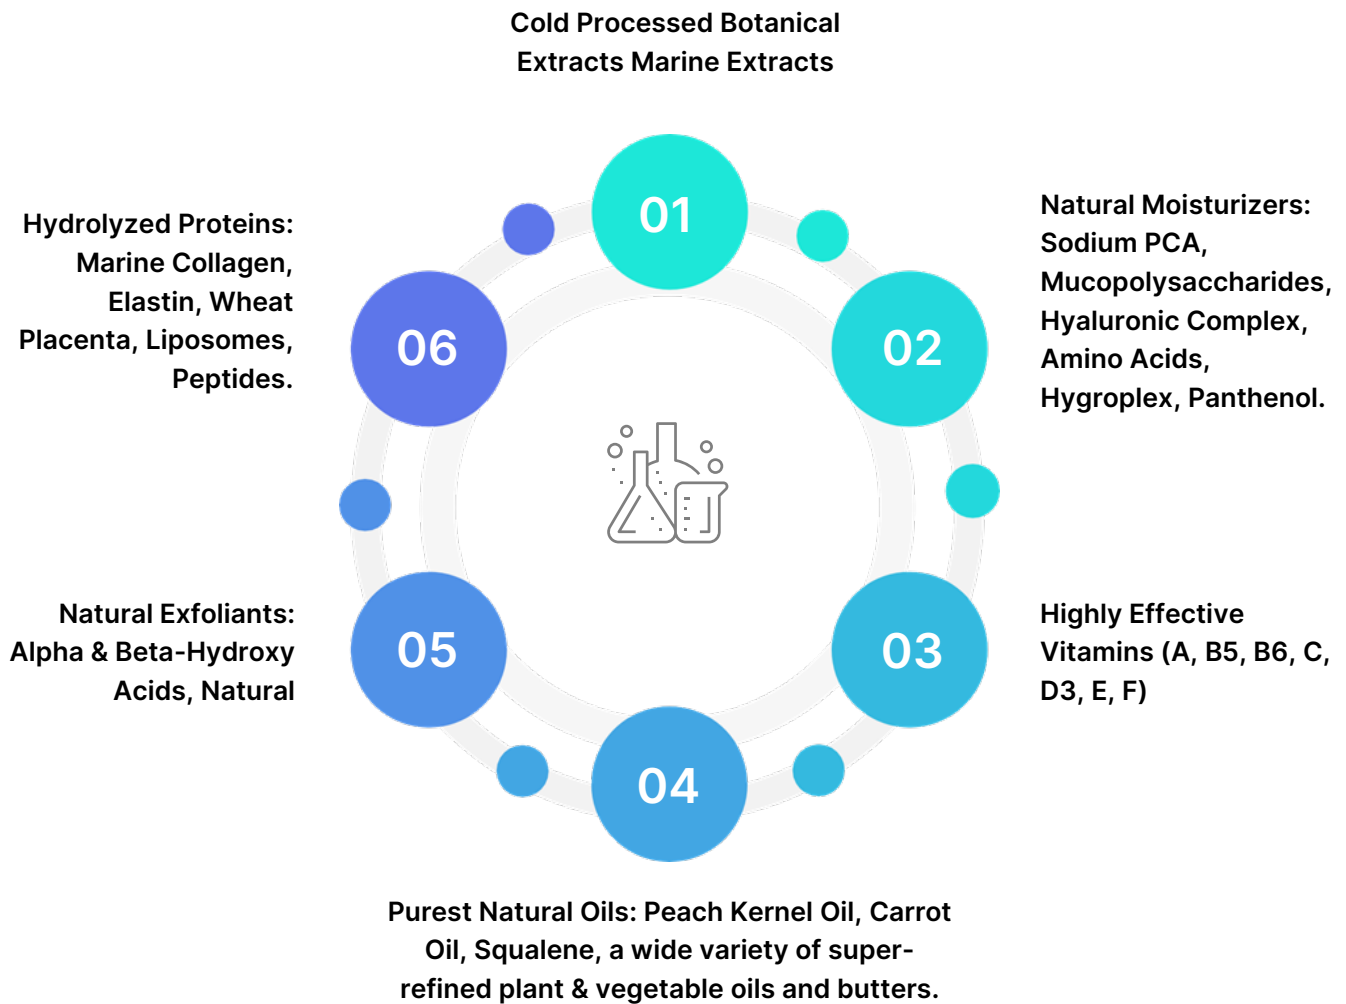 Cold Processed Botanical
Extracts Marine Extracts
01
Natural Moisturizers:
Sodium PCA,
Mucopolysaccharides,
Hyaluronic Complex,
Amino Acids,
Hygroplex, Panthenol.
02
Highly Effective
Vitamins (A, B5, B6, C,
D3, E, F)
03
04
Purest Natural Oils: Peach Kernel Oil, Carrot
Oil, Squalene, a wide variety of super-
refined plant & vegetable oils and butters.
05
Natural Exfoliants:
Alpha & Beta-Hydroxy
Acids, Natural
06
Hydrolyzed Proteins:
Marine Collagen,
Elastin, Wheat
Placenta, Liposomes,
Peptides.